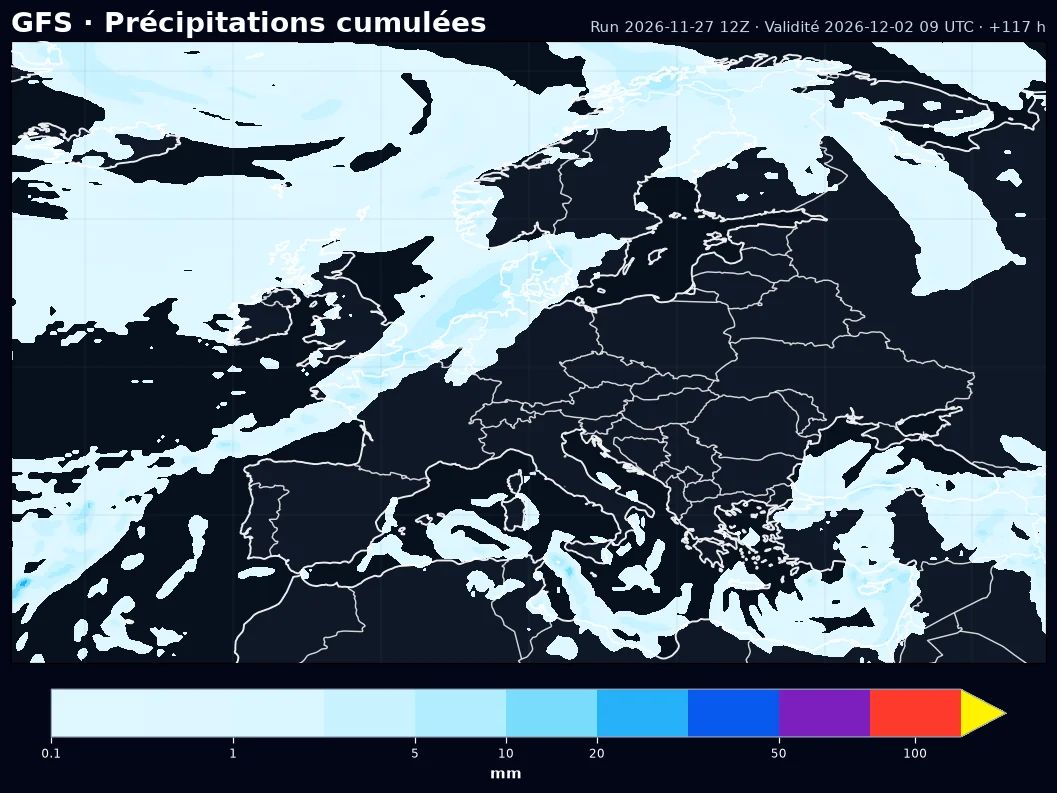 GFS · Précipitations cumulées
Run 2026-11-27 12Z · Validité 2026-12-02 09 UTC · +117 h
0.1 1 5 10 20 50 100
mm